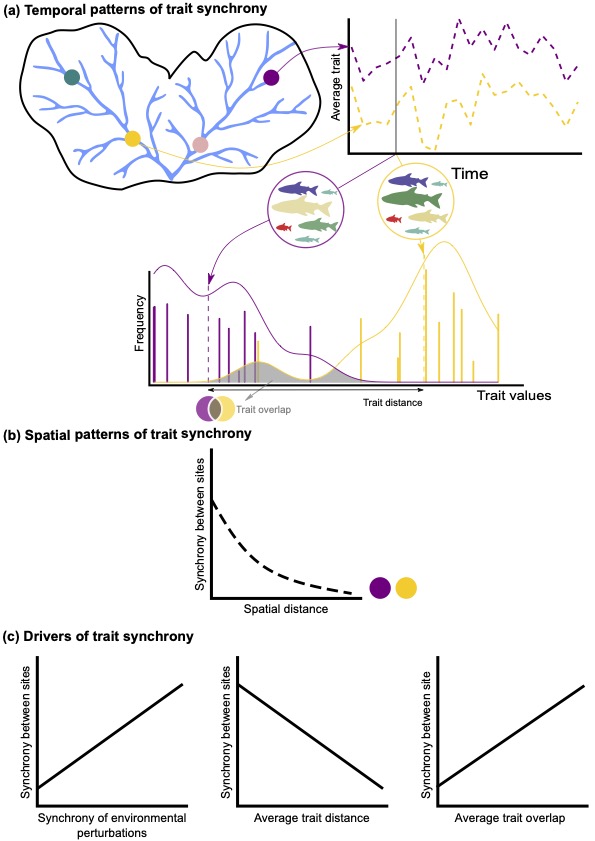 (a) Temporal patterns of trait synchrony
Average trait
Time
Frequency
Trait values
Trait overlap
Trait distance
(b) Spatial patterns of trait synchrony
Synchrony between sites
Spatial distance
(c) Drivers of trait synchrony
Synchrony between sites
Synchrony of environmental
perturbations
Synchrony between sites
Average trait distance
Synchrony between site
Average trait overlap